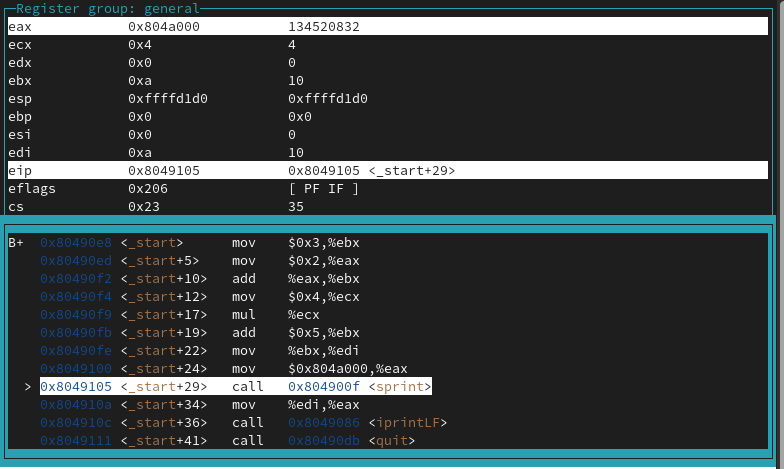 Register group: general
eax 0x804a000 134520832
ecx 0x4 4
edx 0x0 0
ebx 0xa 10
esp 0xffffd1d0 0xffffd1d0
ebp 0x0 0x0
esi 0x0 0
edi 0xa 10
eip 0x8049105 0x8049105 <_start+29>
eflags 0x206 [ PF IF ]
cs 0x23 35
B+ 0x80490e8 <_start> mov $0x3,%ebx
0x80490ed <_start+5> mov $0x2,%eax
0x80490f2 <_start+10> add %eax,%ebx
0x80490f4 <_start+12> mov $0x4,%ecx
0x80490f9 <_start+17> mul %ecx
0x80490fb <_start+19> add $0x5,%ebx
0x80490fe <_start+22> mov %ebx,%edi
0x8049100 <_start+24> mov $0x804a000,%eax
> 0x8049105 <_start+29> call 0x804900f <sprint>
0x804910a <_start+34> mov %edi,%eax
0x804910c <_start+36> call 0x8049086 <iprintLF>
0x8049111 <_start+41> call 0x80490db <quit>